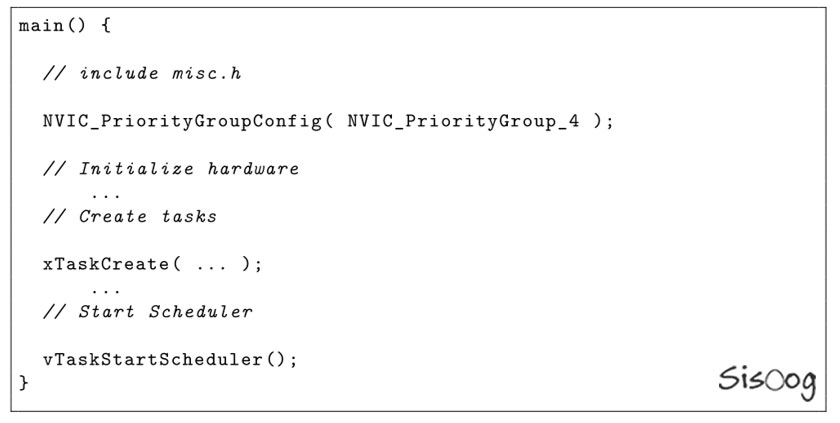 main() {
// include misc.h
NVIC_PriorityGroupConfig( NVIC_PriorityGroup_4 );
// Initialize hardware
...
// Create tasks
xTaskCreate( ... );
...
// Start Scheduler
vTaskStartScheduler();
}
SisOog